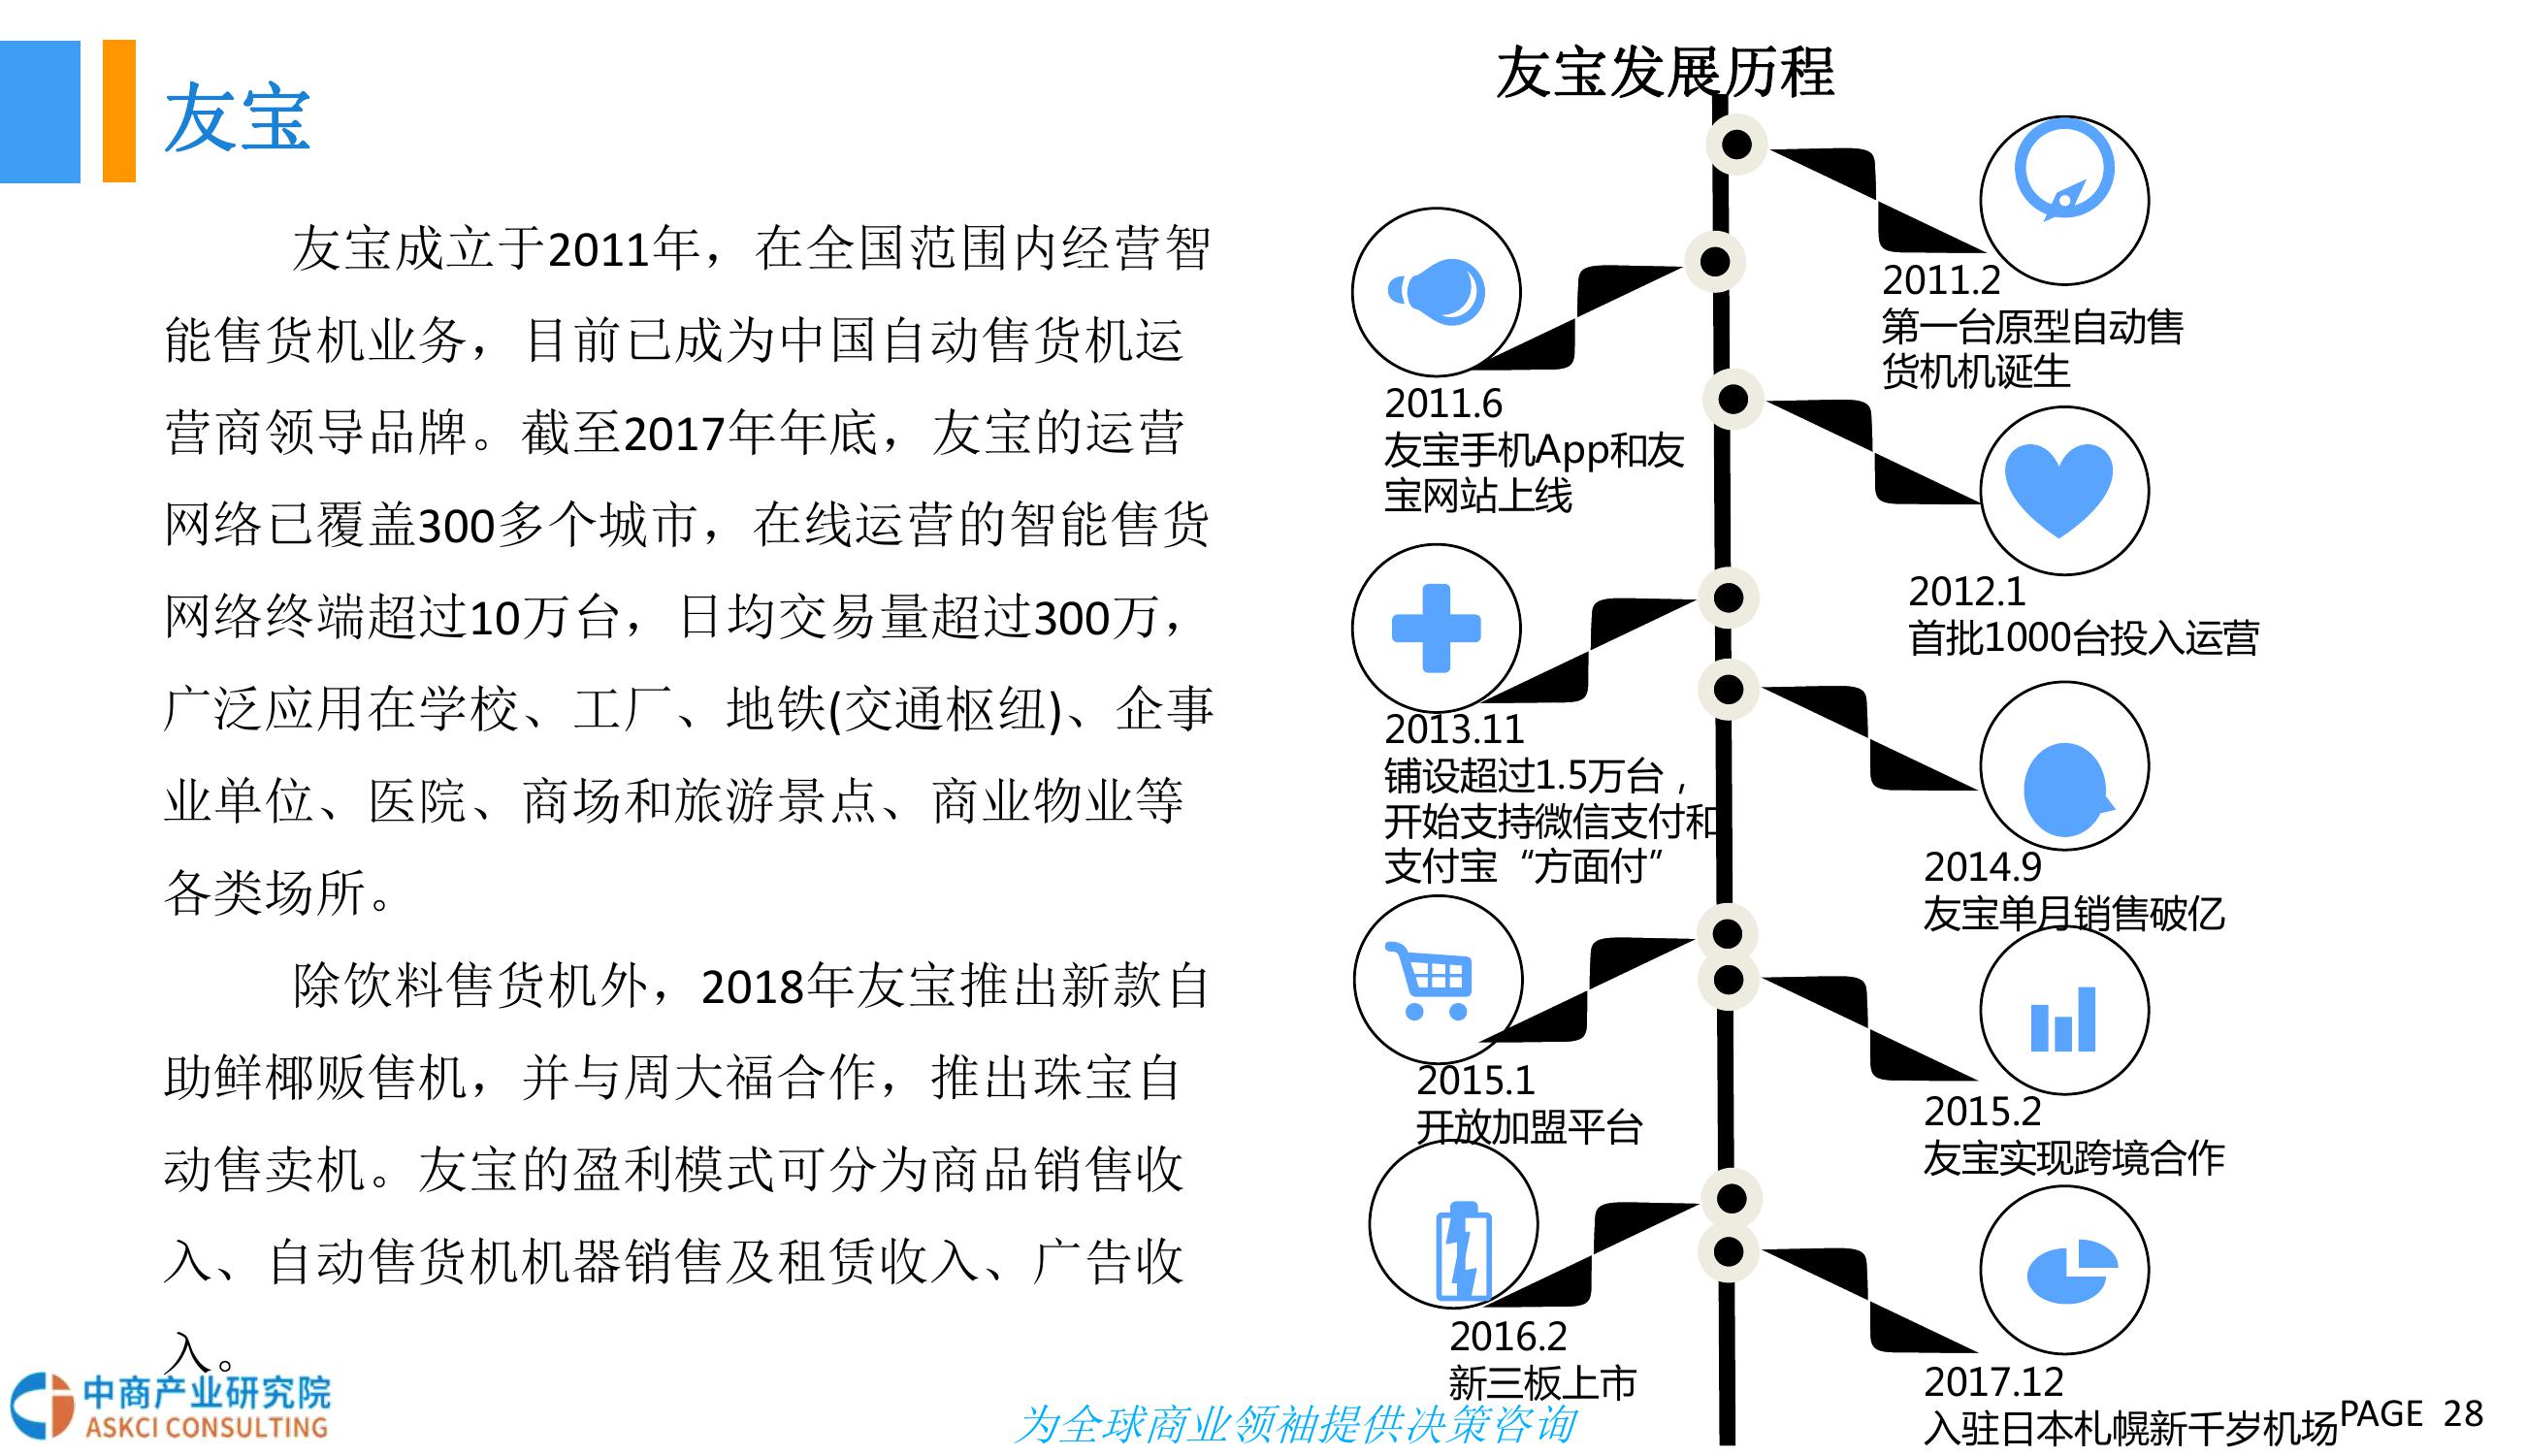 友宝
友宝成立于2011年，在全国范围内经营智
能售货机业务，目前已成为中国自动售货机运
营商领导品牌。截至2017年年底，友宝的运营
网络已覆盖300多个城市，在线运营的智能售货
网络终端超过10万台，日均交易量超过300万，
广泛应用在学校、工厂、地铁(交通枢纽)、企事
业单位、医院、商场和旅游景点、商业物业等
各类场所。
除饮料售货机外，2018年友宝推出新款自
助鲜椰贩售机，并与周大福合作，推出珠宝自
动售卖机。友宝的盈利模式可分为商品销售收
入、自动售货机机器销售及租赁收入、广告收
入。
友宝发展历程
2011.2
第一台原型自动售
货机机诞生
2011.6
友宝手机App和友
宝网站上线
2012.1
首批1000台投入运营
2013.11
铺设超过1.5万台，
开始支持微信支付和
支付宝“方面付”
2014.9
友宝单月销售破亿
2015.1
开放加盟平台
2015.2
友宝实现跨境合作
2016.2
新三板上市
2017.12
入驻日本札幌新千岁机场
中商产业研究院
ASKCI CONSULTING
为全球商业领袖提供决策咨询
PAGE 28